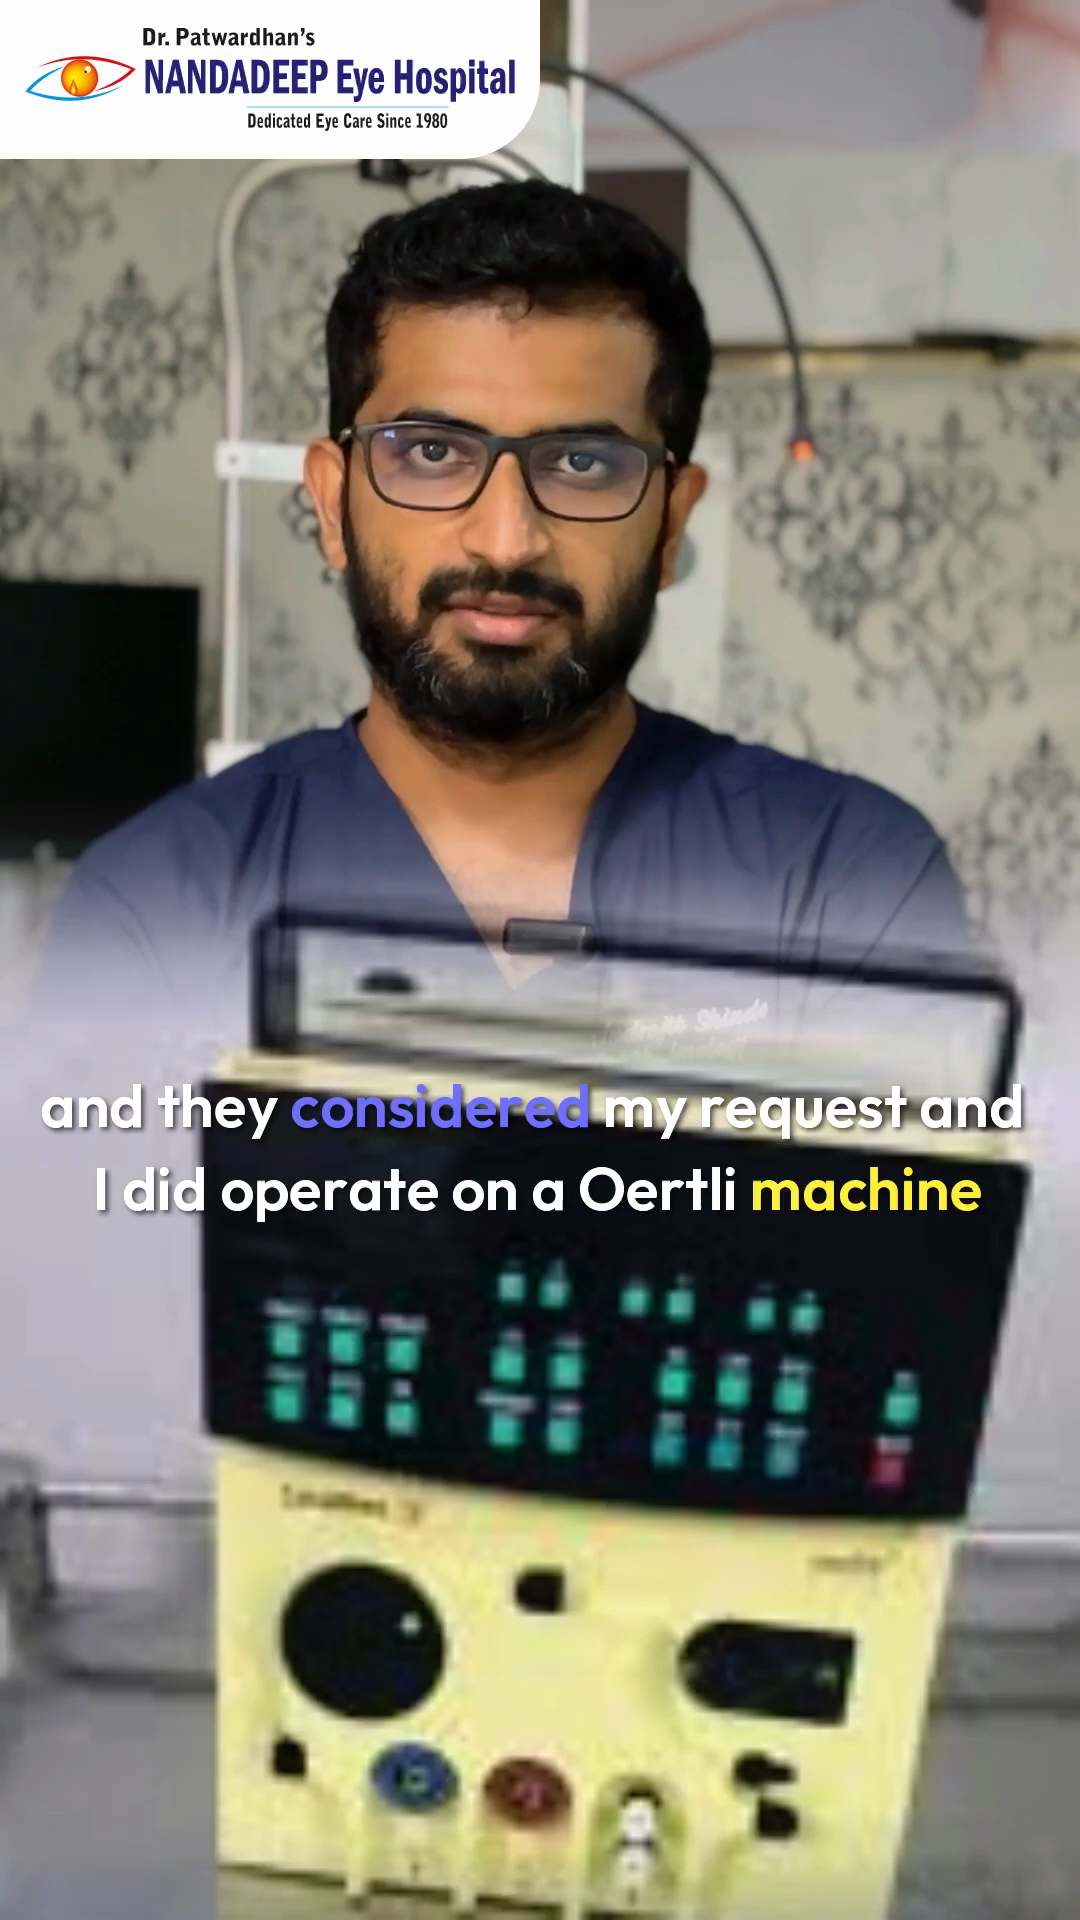 Dr. Patwardhan's
NANDADEEP Eye Hospital
Dedicated Eye Care Since 1980
Shinde
and they considered my request and
I did operate on a Oertli machine